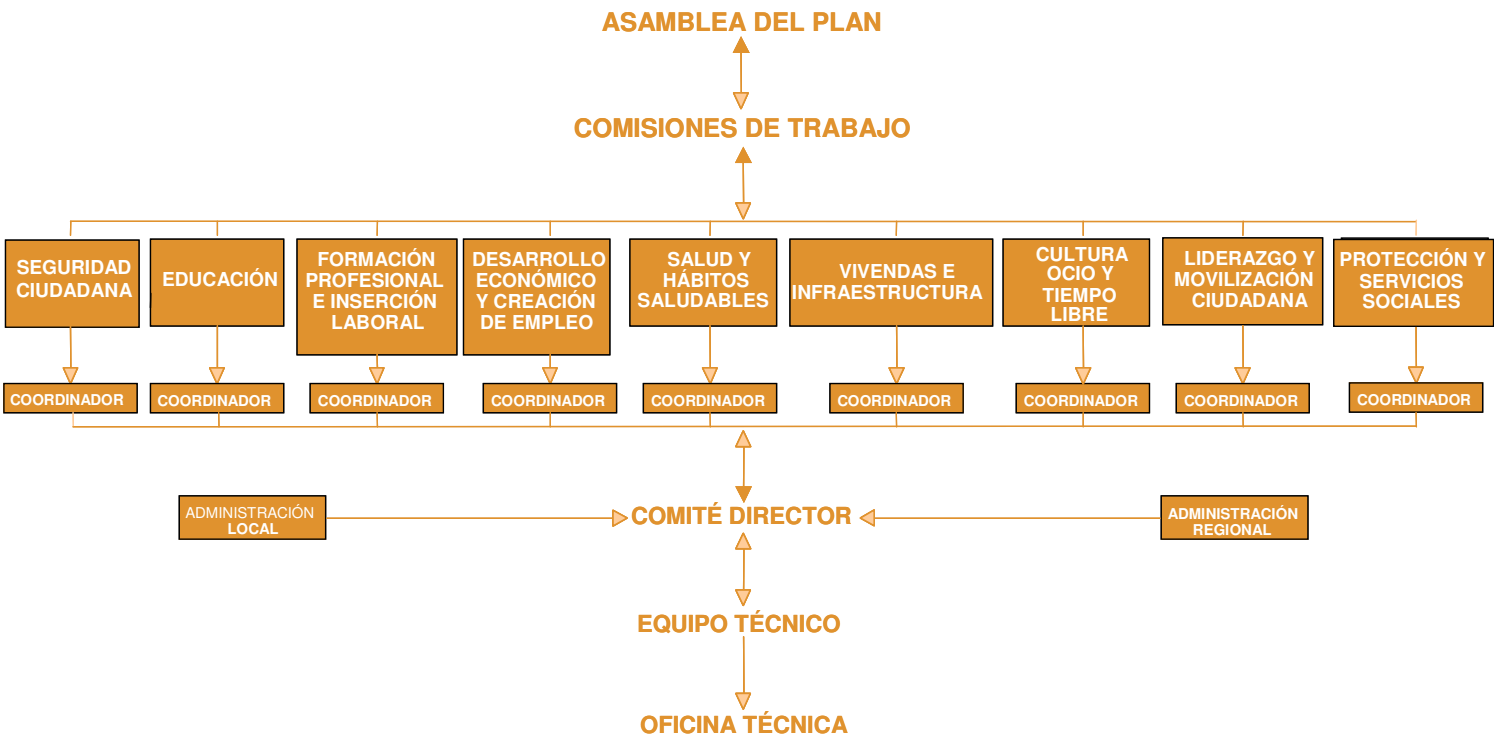 ASAMBLEA DEL PLAN
COMISIONES DE TRABAJO
SEGURIDAD
CIUDADANA
EDUCACIÓN
FORMACIÓN
PROFESIONAL
E INSERCIÓN
LABORAL
DESARROLLO
ECONÓMICO
Y CREACIÓN
DE EMPLEO
SALUD Y
HÁBITOS
SALUDABLES
VIVENDAS E
INFRAESTRUCTURA
CULTURA
OCIO Y
TIEMPO
LIBRE
LIDERAZGO Y
MOVILIZACIÓN
CIUDADANA
PROTECCIÓN Y
SERVICIOS
SOCIALES
COORDINADOR
COORDINADOR
COORDINADOR
COORDINADOR
COORDINADOR
COORDINADOR
COORDINADOR
COORDINADOR
COORDINADOR
ADMINISTRACIÓN
LOCAL
COMITÉ DIRECTOR
ADMINISTRACIÓN
REGIONAL
EQUIPO TÉCNICO
OFICINA TÉCNICA